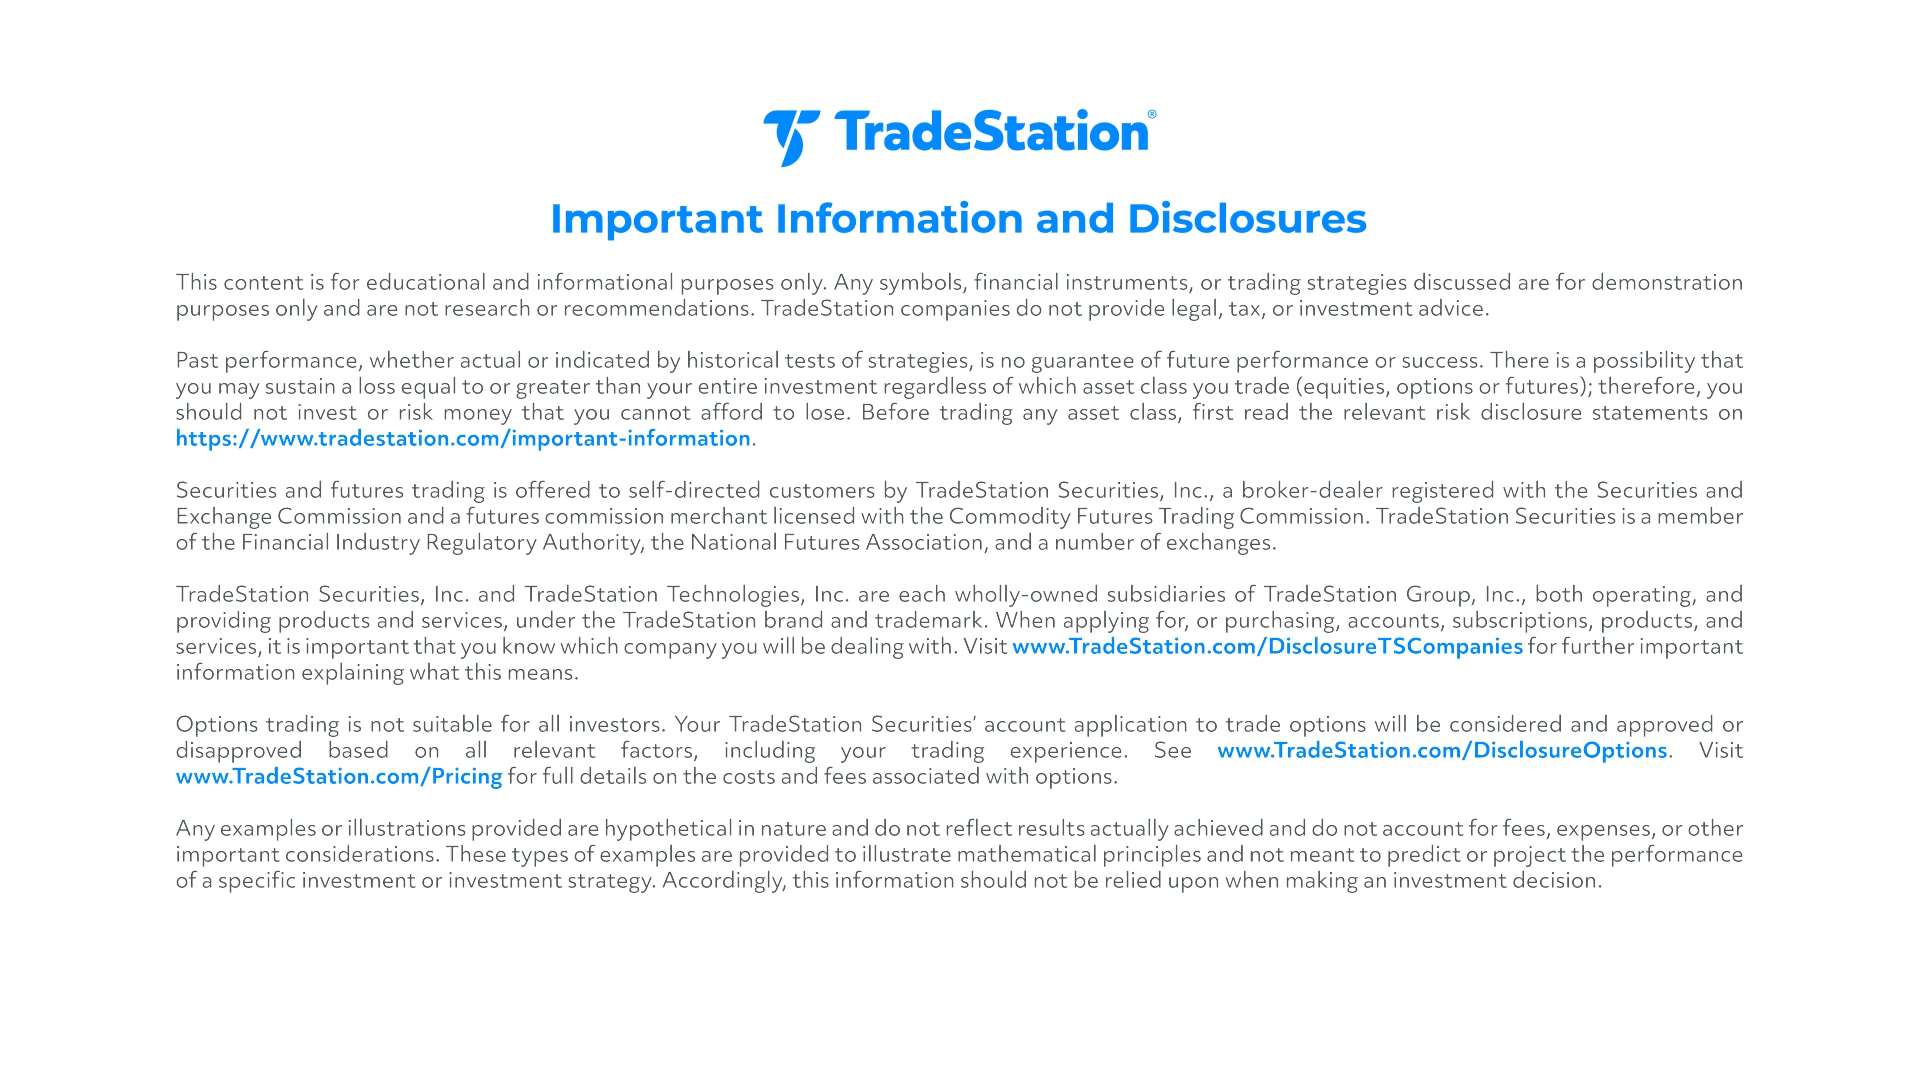 TradeStation®
Important Information and Disclosures
This content is for educational and informational purposes only. Any symbols, financial instruments, or trading strategies discussed are for demonstration
purposes only and are not research or recommendations. TradeStation companies do not provide legal, tax, or investment advice.
Past performance, whether actual or indicated by historical tests of strategies, is no guarantee of future performance or success. There is a possibility that
you may sustain a loss equal to or greater than your entire investment regardless of which asset class you trade (equities, options or futures); therefore, you
should not invest or risk money that you cannot afford to lose. Before trading any asset class, first read the relevant risk disclosure statements on
https://www.tradestation.com/important-information.
Securities and futures trading is offered to self-directed customers by TradeStation Securities, Inc., a broker-dealer registered with the Securities and
Exchange Commission and a futures commission merchant licensed with the Commodity Futures Trading Commission. TradeStation Securities is a member
of the Financial Industry Regulatory Authority, the National Futures Association, and a number of exchanges.
TradeStation Securities, Inc. and TradeStation Technologies, Inc. are each wholly-owned subsidiaries of TradeStation Group, Inc., both operating, and
providing products and services, under the TradeStation brand and trademark. When applying for, or purchasing, accounts, subscriptions, products, and
services, it is important that you know which company you will be dealing with. Visit www.TradeStation.com/DisclosureTSCompanies for further important
information explaining what this means.
Options trading is not suitable for all investors. Your TradeStation Securities’ account application to trade options will be considered and approved or
disapproved based on all relevant factors, including your trading experience. See www.TradeStation.com/DisclosureOptions. Visit
www.TradeStation.com/Pricing for full details on the costs and fees associated with options.
Any examples or illustrations provided are hypothetical in nature and do not reflect results actually achieved and do not account for fees, expenses, or other
important considerations. These types of examples are provided to illustrate mathematical principles and not meant to predict or project the performance
of a specific investment or investment strategy. Accordingly, this information should not be relied upon when making an investment decision.